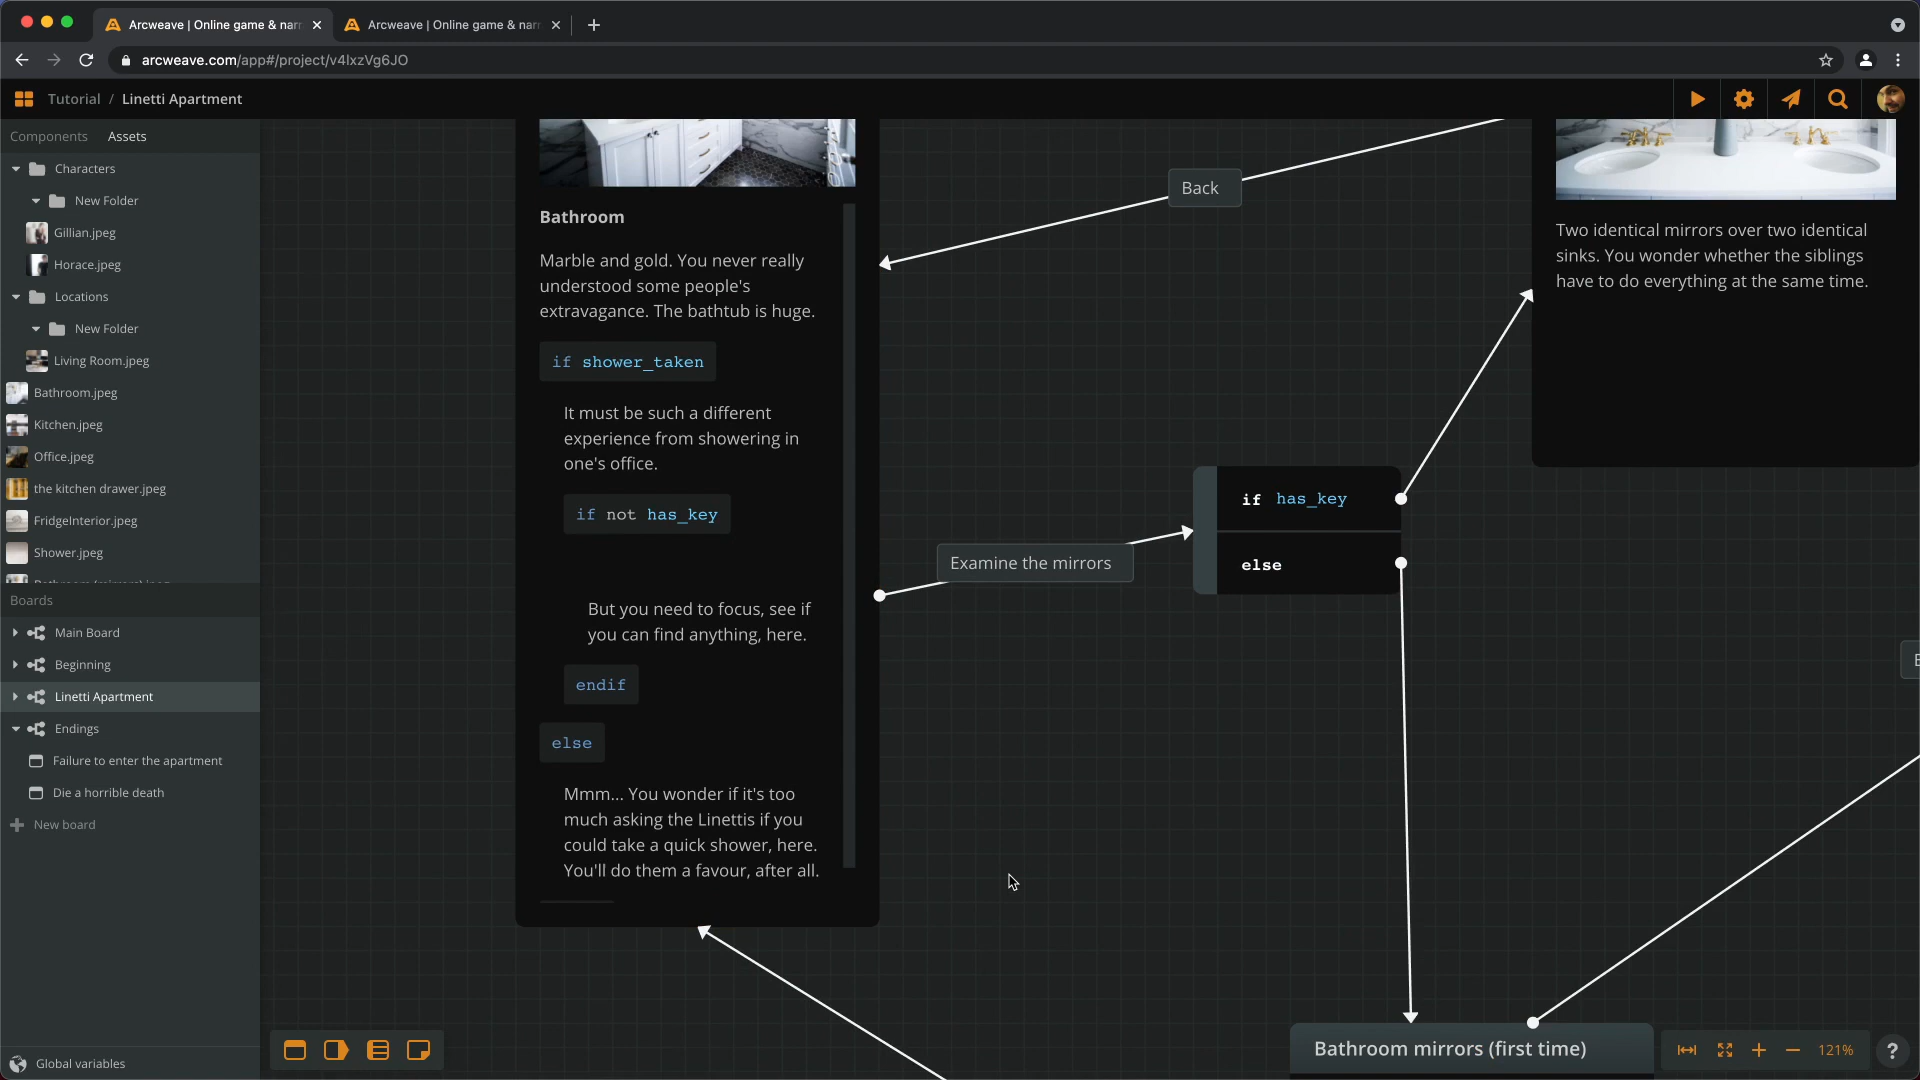 Arcweave | Online game & nar
Arcweave | Online game & nar
arcweave.com/app#/project/v4lxzVg6JO
Tutorial / Linetti Apartment
Components Assets
Characters
New Folder
Gillian.jpeg
Horace.jpeg
Locations
New Folder
Living Room.jpeg
Bathroom.jpeg
Kitchen.jpeg
Office.jpeg
the kitchen drawer.jpeg
FridgeInterior.jpeg
Shower.jpeg
Boards
Main Board
Beginning
Linetti Apartment
Endings
Failure to enter the apartment
Die a horrible death
New board
Global variables
Bathroom
Marble and gold. You never really
understood some people's
extravagance. The bathtub is huge.
if shower_taken
It must be such a different
experience from showering in
one's office.
if not has_key
But you need to focus, see if
you can find anything, here.
endif
else
Mmm... You wonder if it's too
much asking the Linettis if you
could take a quick shower, here.
You'll do them a favour, after all.
Back
Examine the mirrors
if has_key
else
Two identical mirrors over two identical
sinks. You wonder whether the siblings
have to do everything at the same time.
Bathroom mirrors (first time)
121%
?